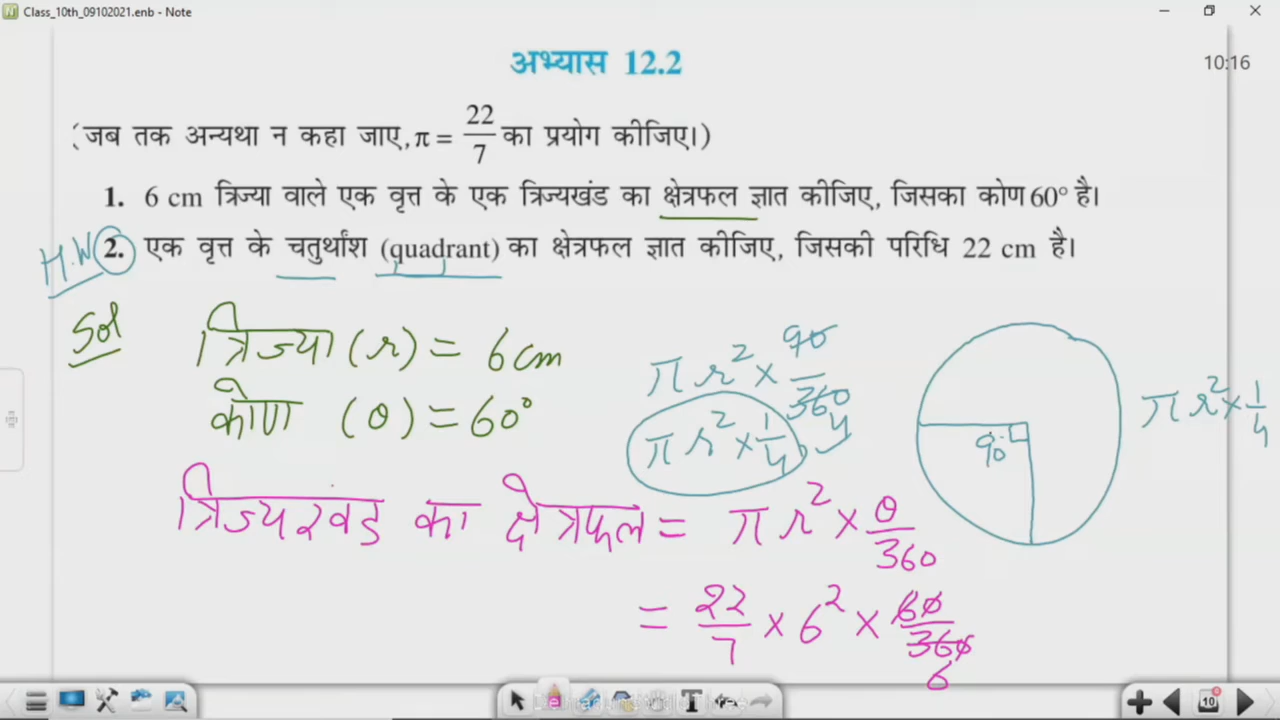 Class_10th_09102021.enb - Note
अभ्यास 12.2
10:16
(जब तक अन्यथा न कहा जाए, π = 22/7 का प्रयोग कीजिए।)
1. 6 cm त्रिज्या वाले एक वृत्त के एक त्रिज्यखंड का क्षेत्रफल ज्ञात कीजिए, जिसका कोण 60° है।
H.W 2. एक वृत्त के चतुर्थांश (quadrant) का क्षेत्रफल ज्ञात कीजिए, जिसकी परिधि 22 cm है।
Sol
त्रिज्या (r) = 6 cm
कोण (θ) = 60°
πr² × 90/360 4
πr² × 1/4
90°
πr² × 1/4
त्रिज्यखंड का क्षेत्रफल = πr² × θ/360
= 22/7 × 6² × 60/360 6
10